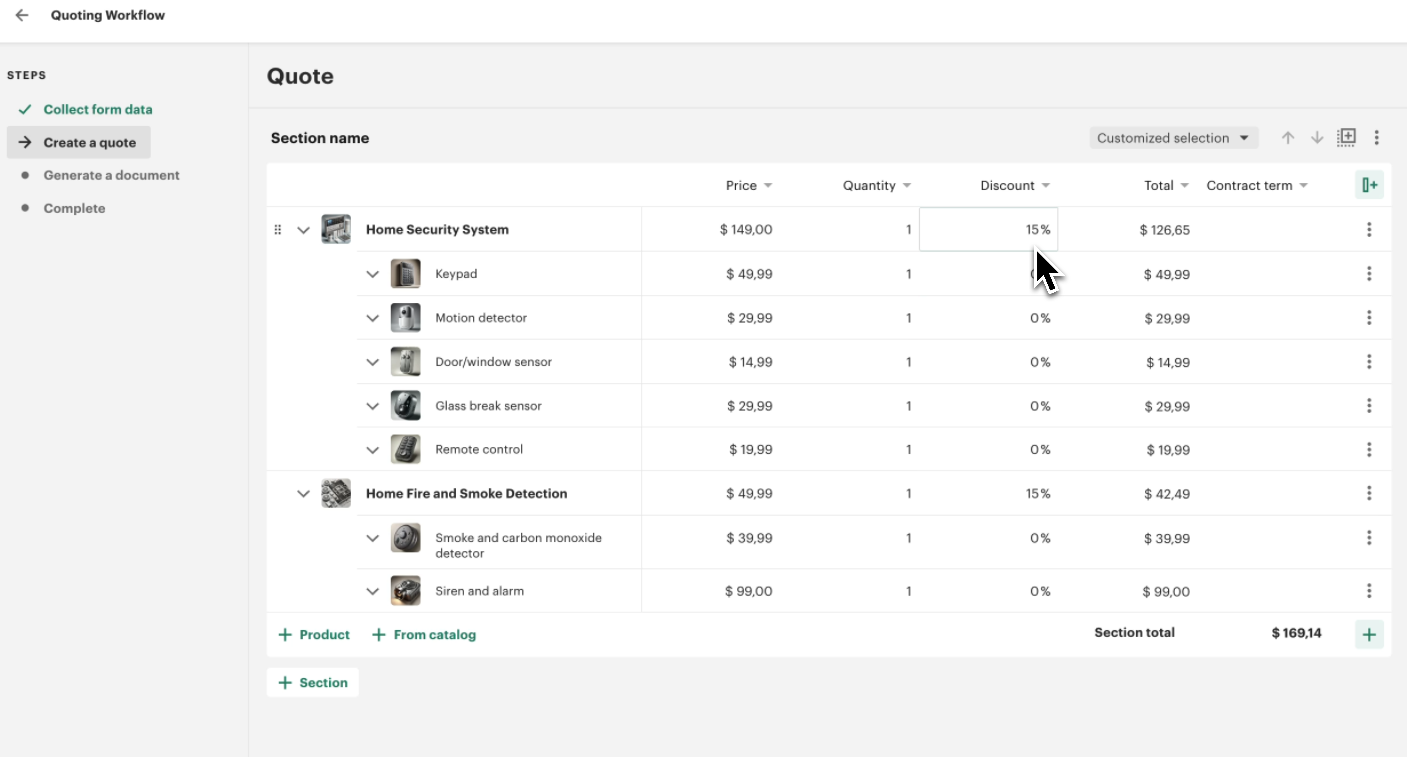 Quoting Workflow
STEPS
Collect form data
Create a quote
Generate a document
Complete
Quote
Section name
Customized selection
Price Quantity Discount Total Contract term
Home Security System $ 149,00 1 15% $ 126,65
Keypad $ 49,99 1 $ 49,99
Motion detector $ 29,99 1 0% $ 29,99
Door/window sensor $ 14,99 1 0% $ 14,99
Glass break sensor $ 29,99 1 0% $ 29,99
Remote control $ 19,99 1 0% $ 19,99
Home Fire and Smoke Detection $ 49,99 1 15% $ 42,49
Smoke and carbon monoxide $ 39,99 1 0% $ 39,99
detector
Siren and alarm $ 99,00 1 0% $ 99,00
+ Product + From catalog Section total $ 169,14
+ Section